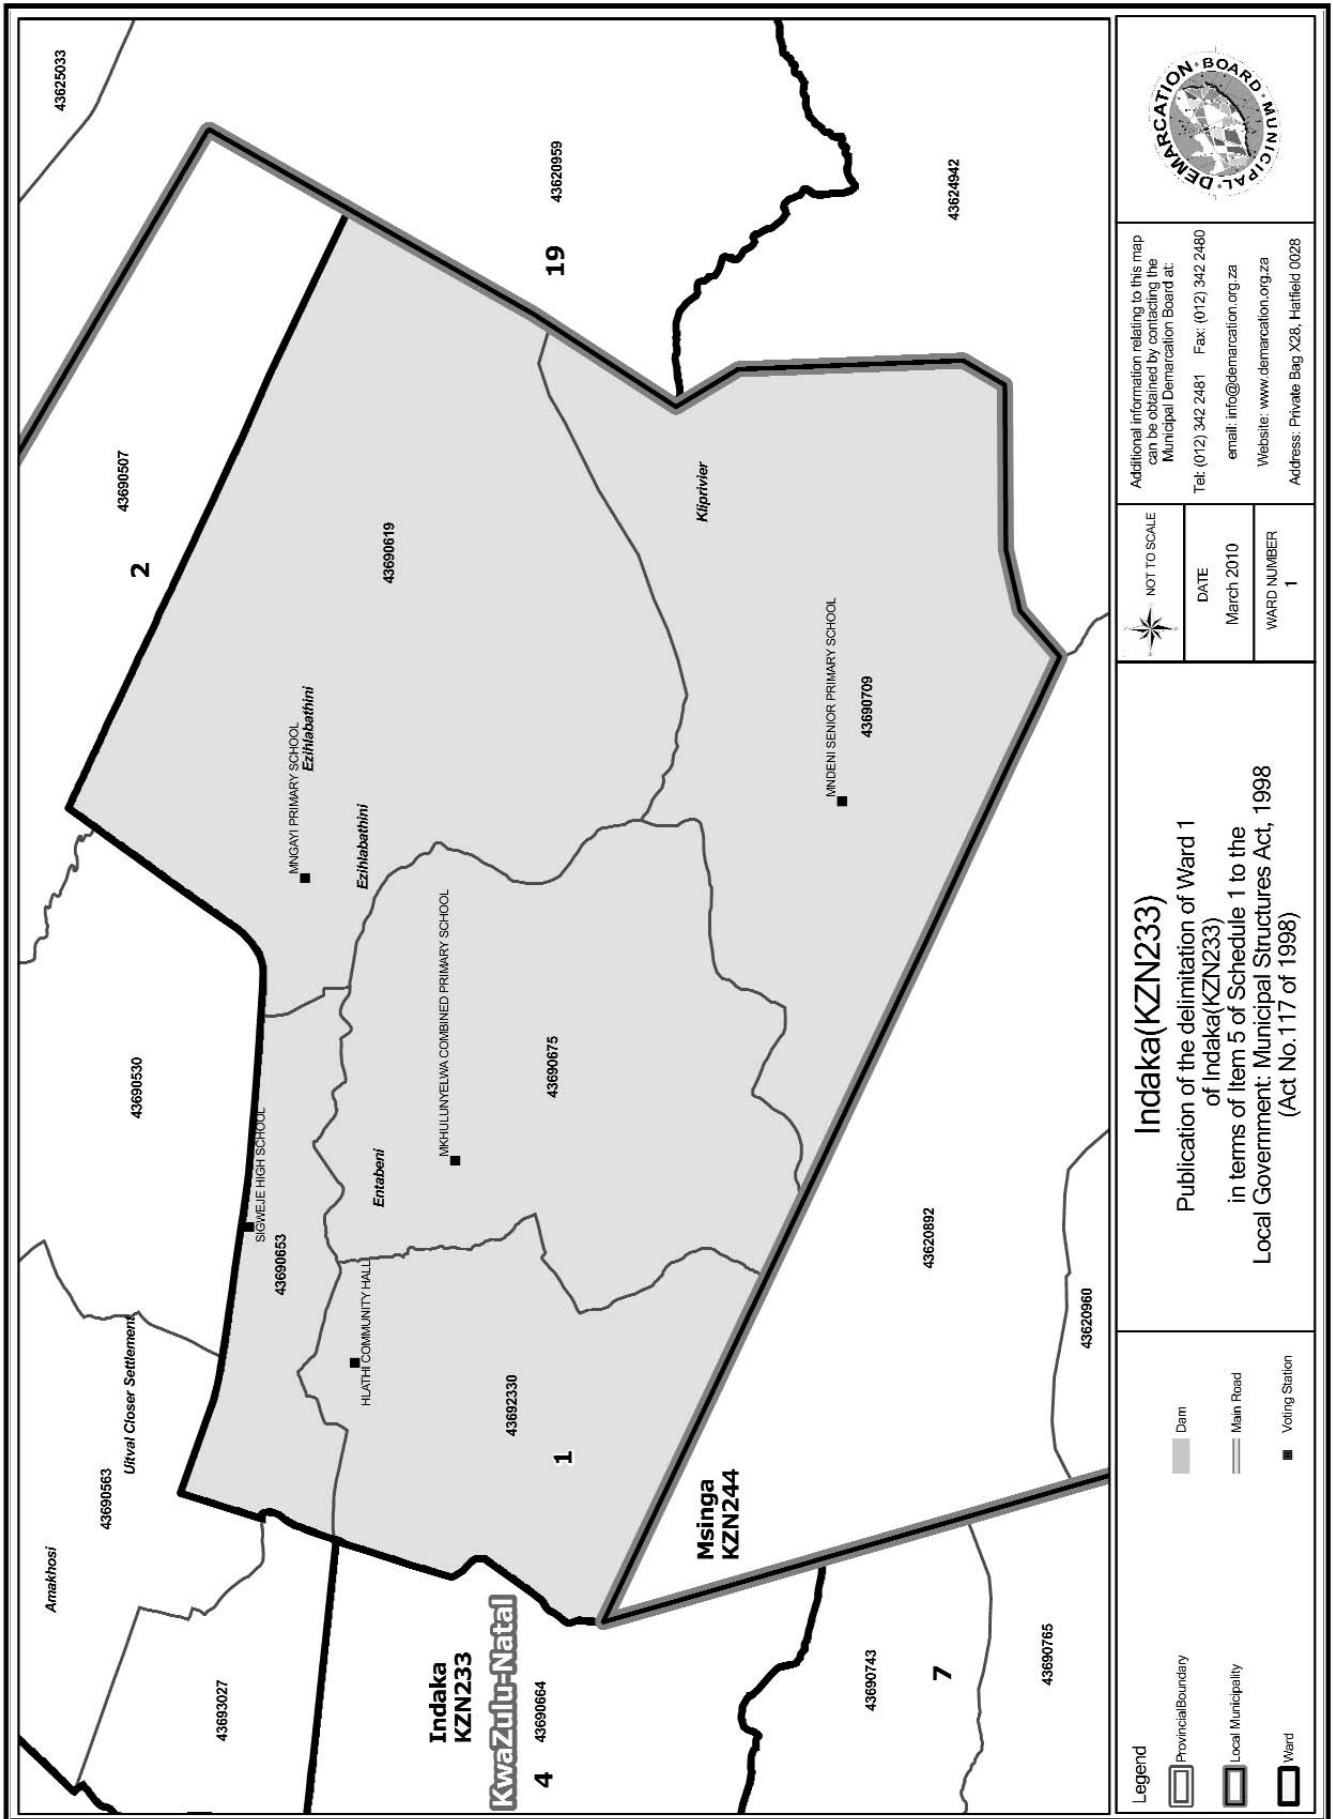 43625033
43690507
2
43620959
19
43624942
43690619
Kliprivier
MNGAYI PRIMARY SCHOOL
Ezihlabathini
Ezihlabathini
MNDENI SENIOR PRIMARY SCHOOL
43690709
43690530
MKHULUNYELWA COMBINED PRIMARY SCHOOL
43690675
SIGWEJE HIGH SCHOOL
43690653
Entabeni
HLATHI COMMUNITY HALL
43692330
1
43620892
43620960
Uitval Closer Settlement
43690563
Amakhosi
Msinga
KZN244
43693027
Indaka
KZN233
KwaZulu-Natal
43690664
4
43690743
7
43690765
Legend
ProvincialBoundary
Local Municipality
Ward
Dam
Main Road
Voting Station
Indaka(KZN233)
Publication of the delimitation of Ward 1
of Indaka(KZN233)
in terms of Item 5 of Schedule 1 to the
Local Government: Municipal Structures Act, 1998
(Act No.117 of 1998)
NOT TO SCALE
DATE
March 2010
WARD NUMBER
1
Additional information relating to this map
can be obtained by contacting the
Municipal Demarcation Board at:
Tel: (012) 342 2481 Fax: (012) 342 2480
email: info@demarcation.org.za
Website: www.demarcation.org.za
Address: Private Bag X28, Hatfield 0028
MUNICIPAL DEMARCATION BOARD